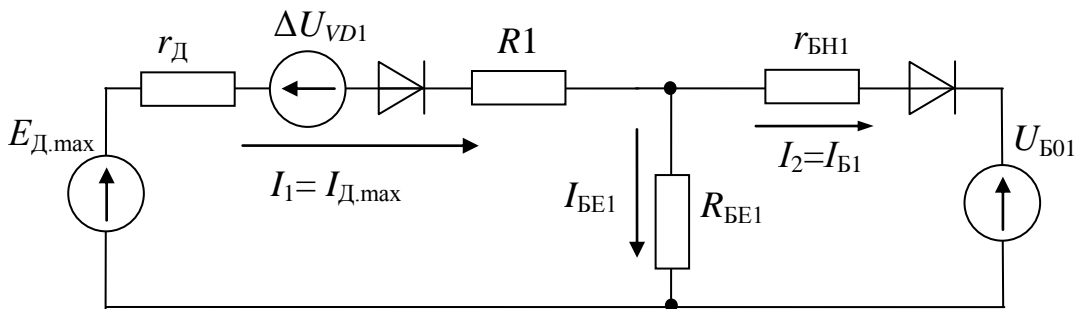 r_Д
ΔU_VD1
R1
r_БН1
E_Д.max
I_1= I_Д.max
I_БЕ1
R_БЕ1
I_2=I_Б1
U_Б01